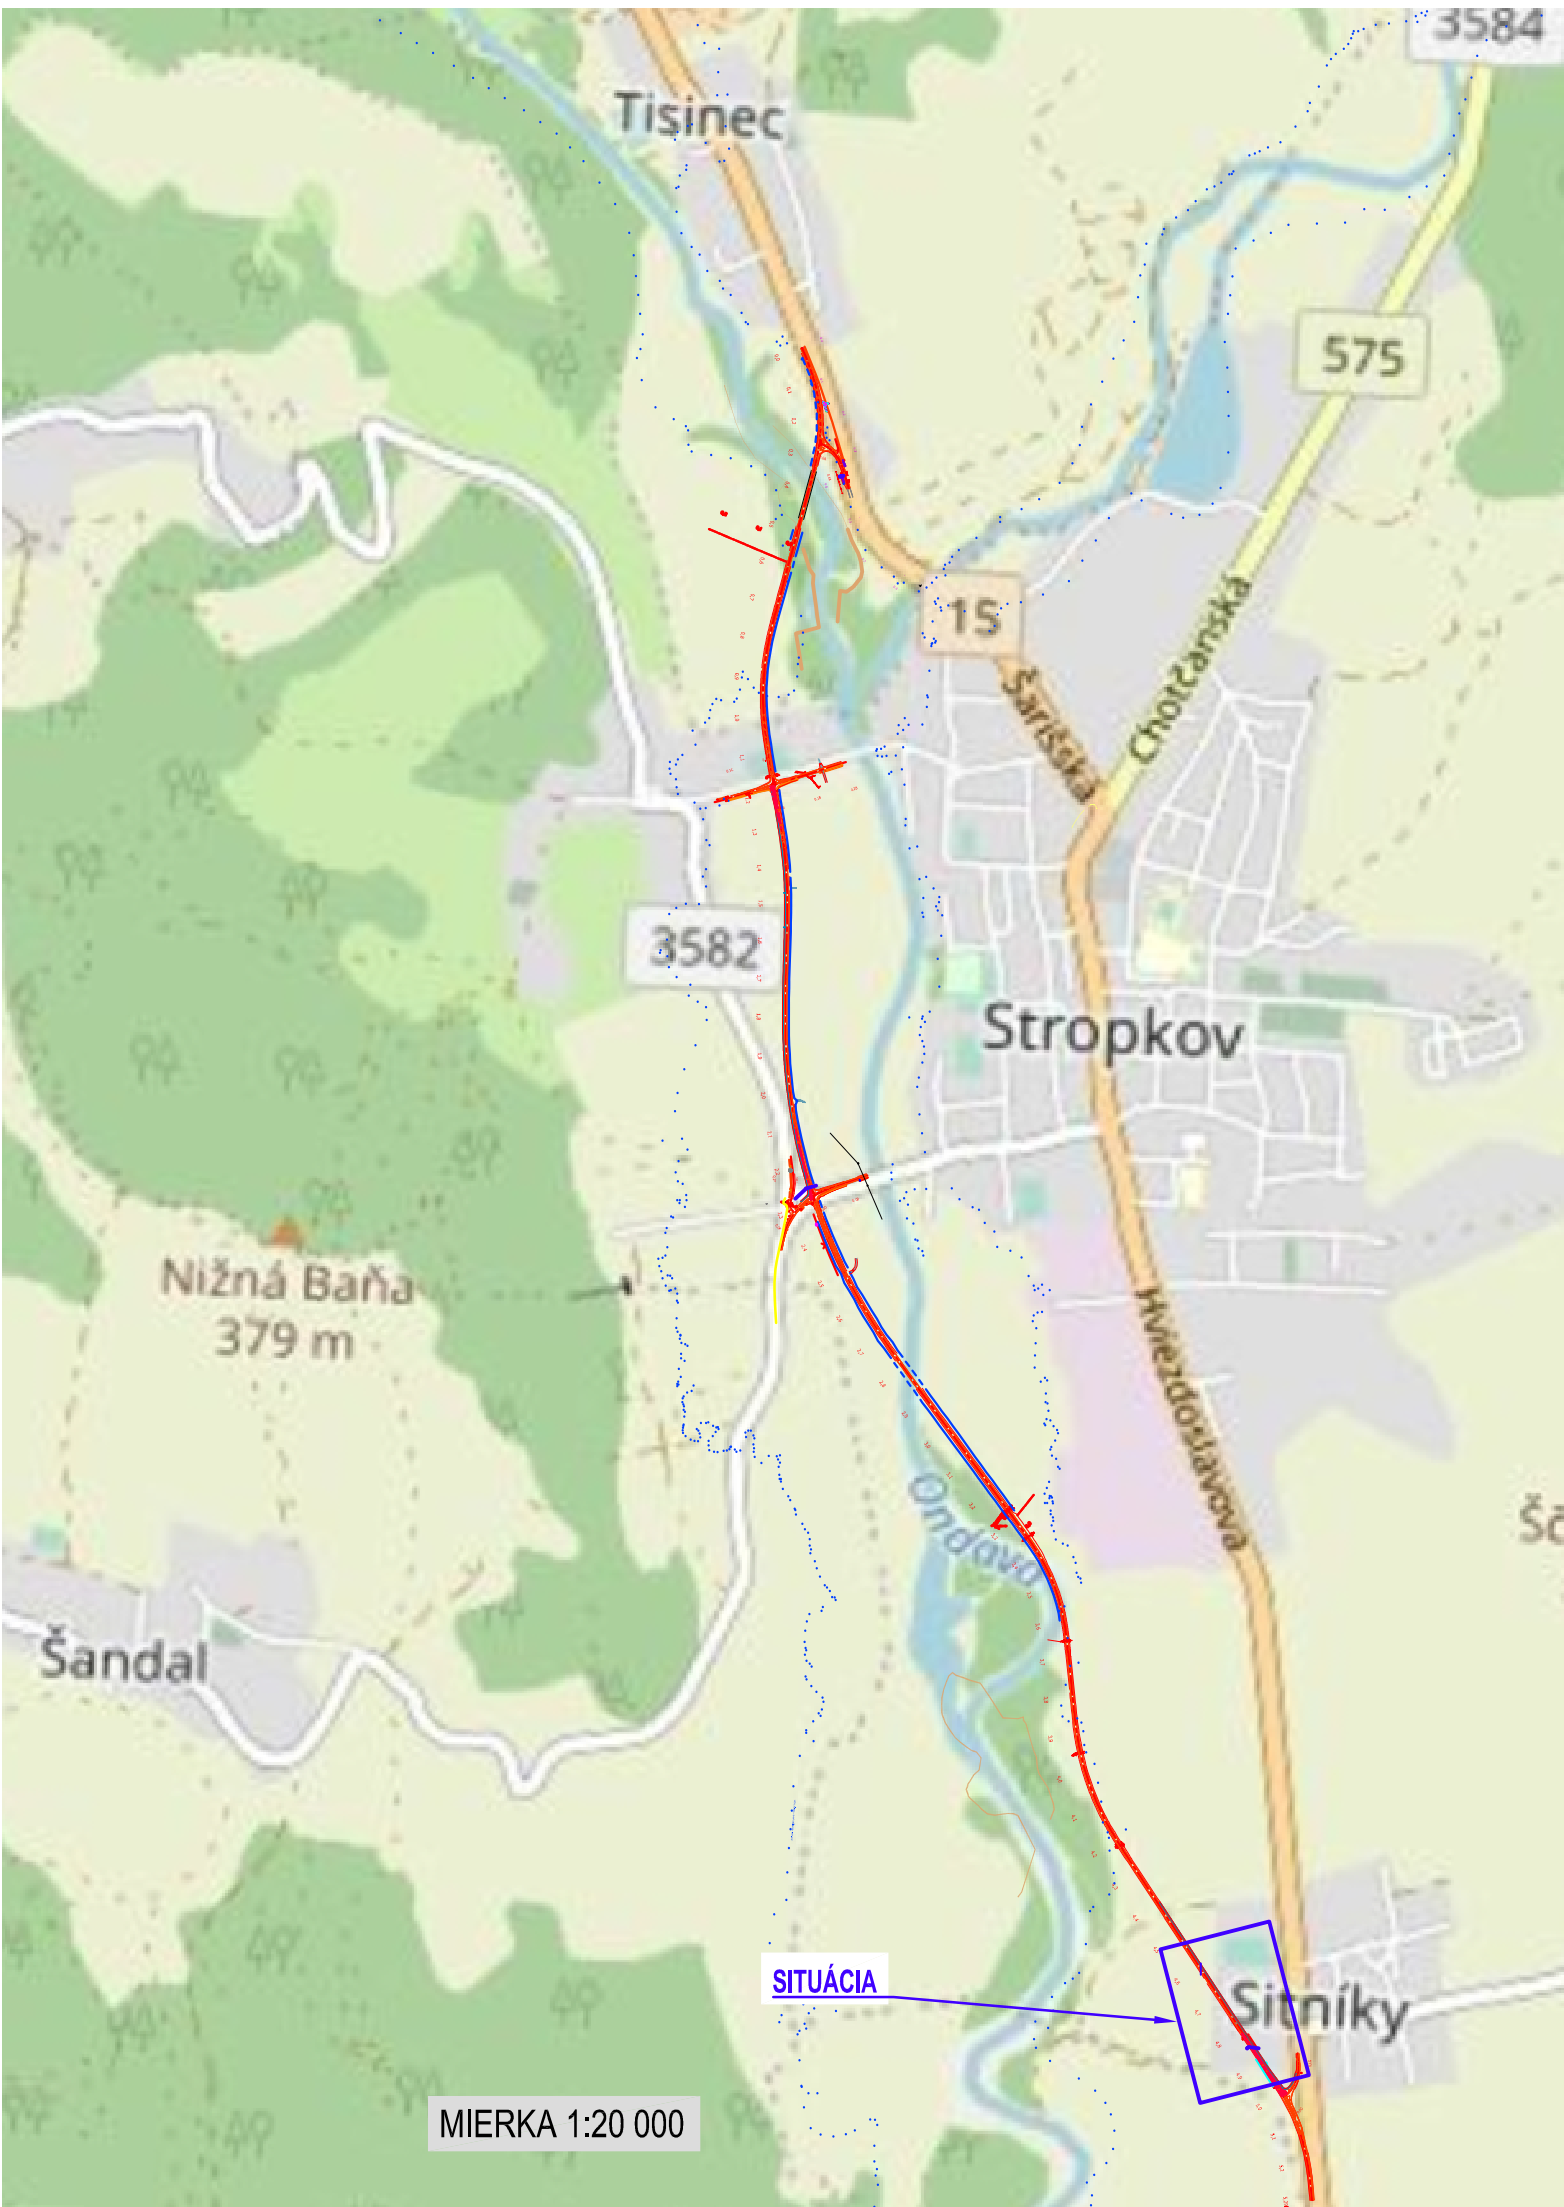 3584
Tisinec
575
15
Chotčanská
Šarišská
3582
Stropkov
Nižná Baňa
379 m
Hviezdoslavova
Ondava
Šč
Šandal
SITUÁCIA
Sitníky
MIERKA 1:20 000